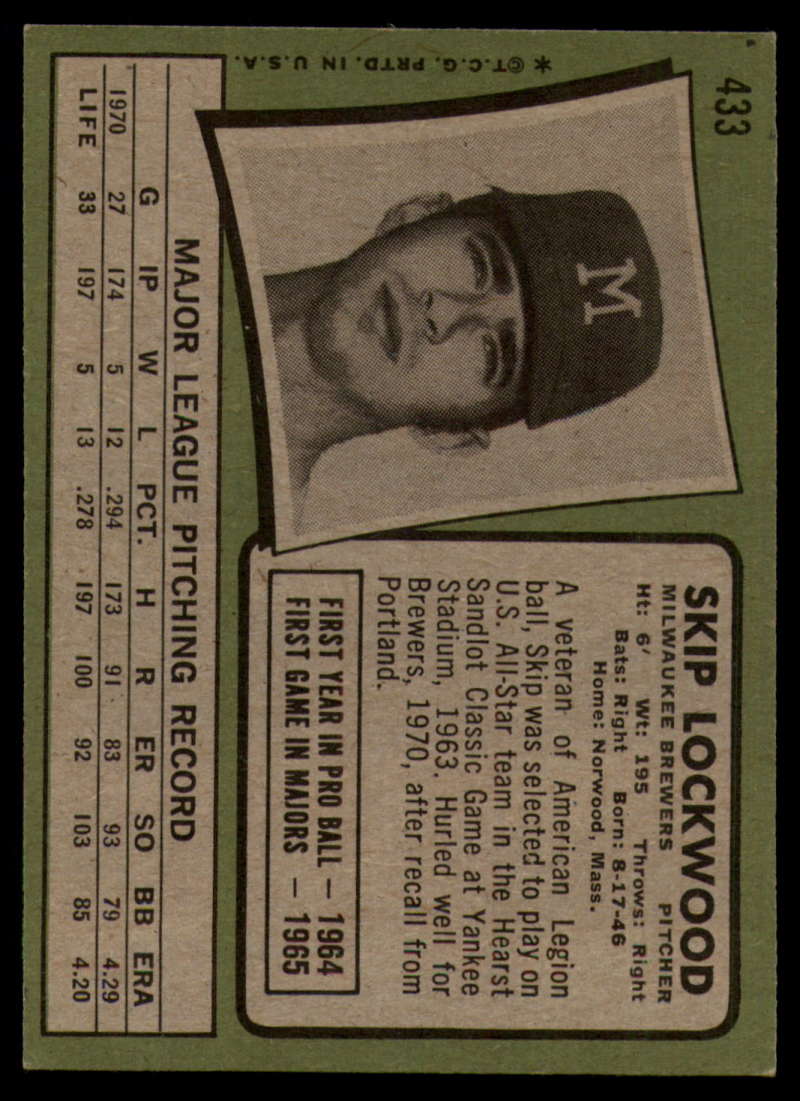 433
M
SKIP LOCKWOOD
MILWAUKEE BREWERS PITCHER
Ht: 6' Wt: 195 Throws: Right
Bats: Right Born: 8-17-46
Home: Norwood, Mass.
A veteran of American Legion
ball, Skip was selected to play on
U.S. All-Star team in the Hearst
Sandlot Classic Game at Yankee
Stadium, 1963. Hurled well for
Brewers, 1970, after recall from
Portland.
FIRST YEAR IN PRO BALL — 1964
FIRST GAME IN MAJORS — 1965
MAJOR LEAGUE PITCHING RECORD
G IP W L PCT. H R ER SO BB ERA
1970 27 174 5 12 .294 173 91 83 93 79 4.29
LIFE 33 197 5 13 .278 197 100 92 103 85 4.20
*©T.C.G. PRTD. IN U.S.A.